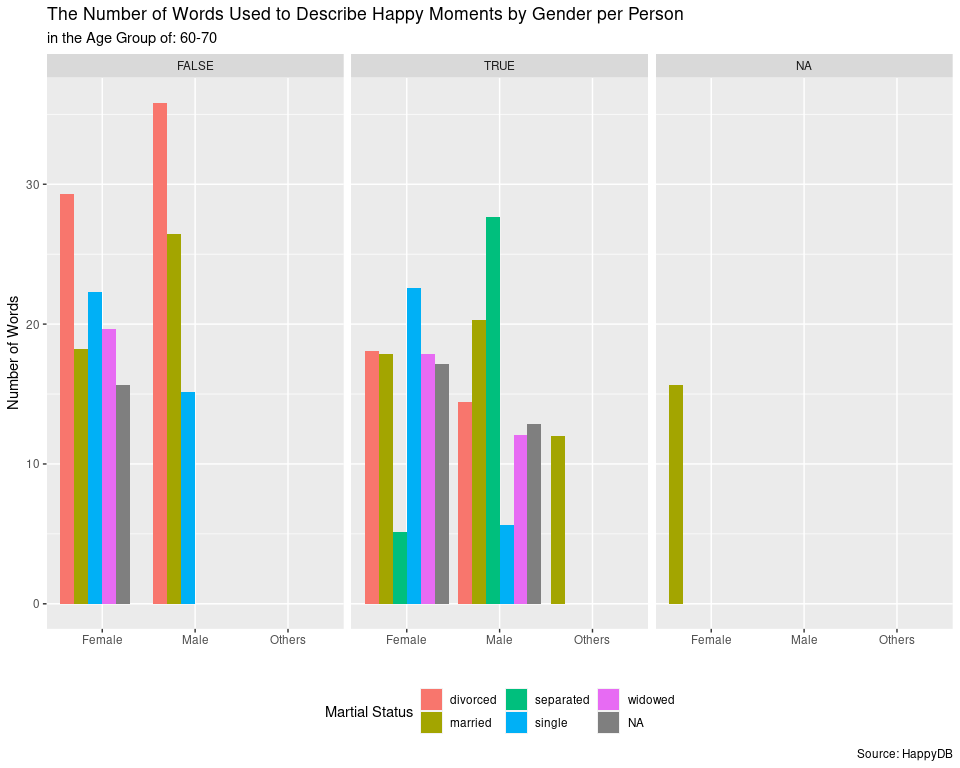 The Number of Words Used to Describe Happy Moments by Gender per Person
in the Age Group of: 60-70
FALSE TRUE NA
30
20
10
0
Number of Words
Female Male Others Female Male Others Female Male Others
Martial Status divorced separated widowed
married single NA
Source: HappyDB